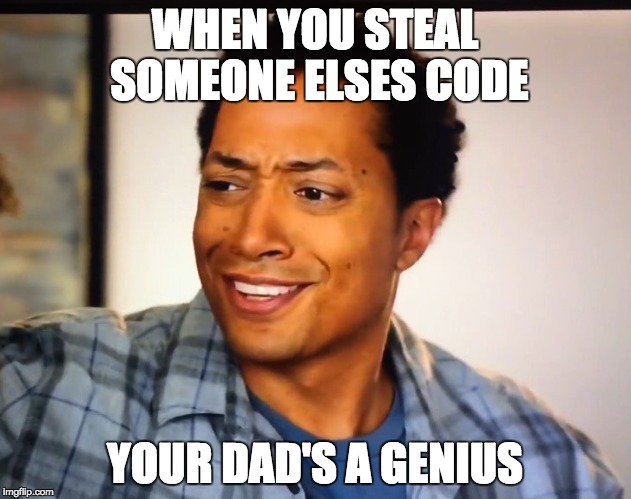 WHEN YOU STEAL
SOMEONE ELSES CODE
YOUR DAD'S A GENIUS
imgflip.com